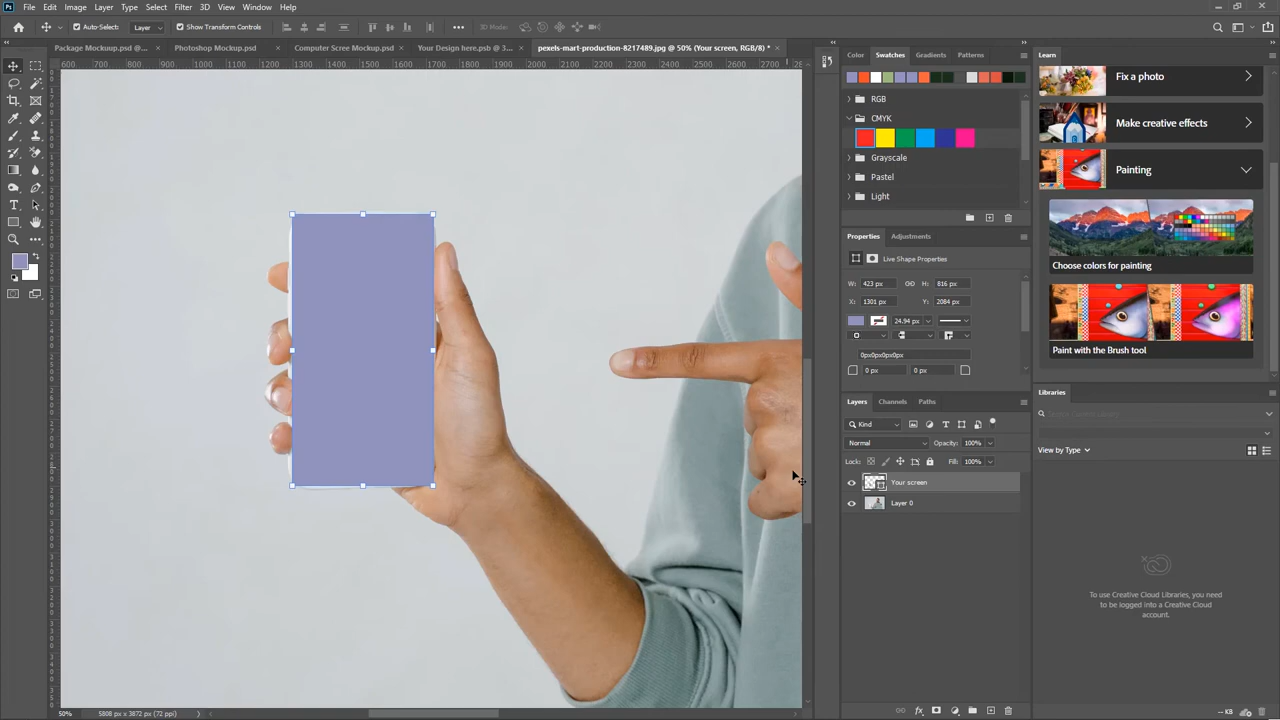 Ps File Edit Image Layer Type Select Filter 3D View Window Help
Auto-Select: Layer Show Transform Controls 3D Mode:
Package Mockuup.psd @... × Photoshop Mockup.psd × Computer Scree Mockup.psd × Your Design here.psb @ 3... × pexels-mart-production-8217489.jpg @ 50% (Your screen, RGB/8) * ×
600 1000 1100 1200 1300 1400 1500 1600 1700 1800 1900 2000 2100 2200 2300 2400 2500 2600 2700
Color Swatches Gradients Patterns
RGB
CMYK
Grayscale
Pastel
Light
Properties Adjustments
Live Shape Properties
W: 423 px H: 816 px
X: 1301 px Y: 2084 px
24.94 px
0px0px0px0px
0 px 0 px
Layers Channels Paths
Kind
Normal Opacity: 100%
Lock: Fill: 100%
Your screen
Layer 0
Learn
Fix a photo
Make creative effects
Painting
Choose colors for painting
Paint with the Brush tool
Libraries
View by Type
To use Creative Cloud Libraries, you need
to be logged into a Creative Cloud
account.
-- KB
50% 5808 px x 3872 px (72 ppi)